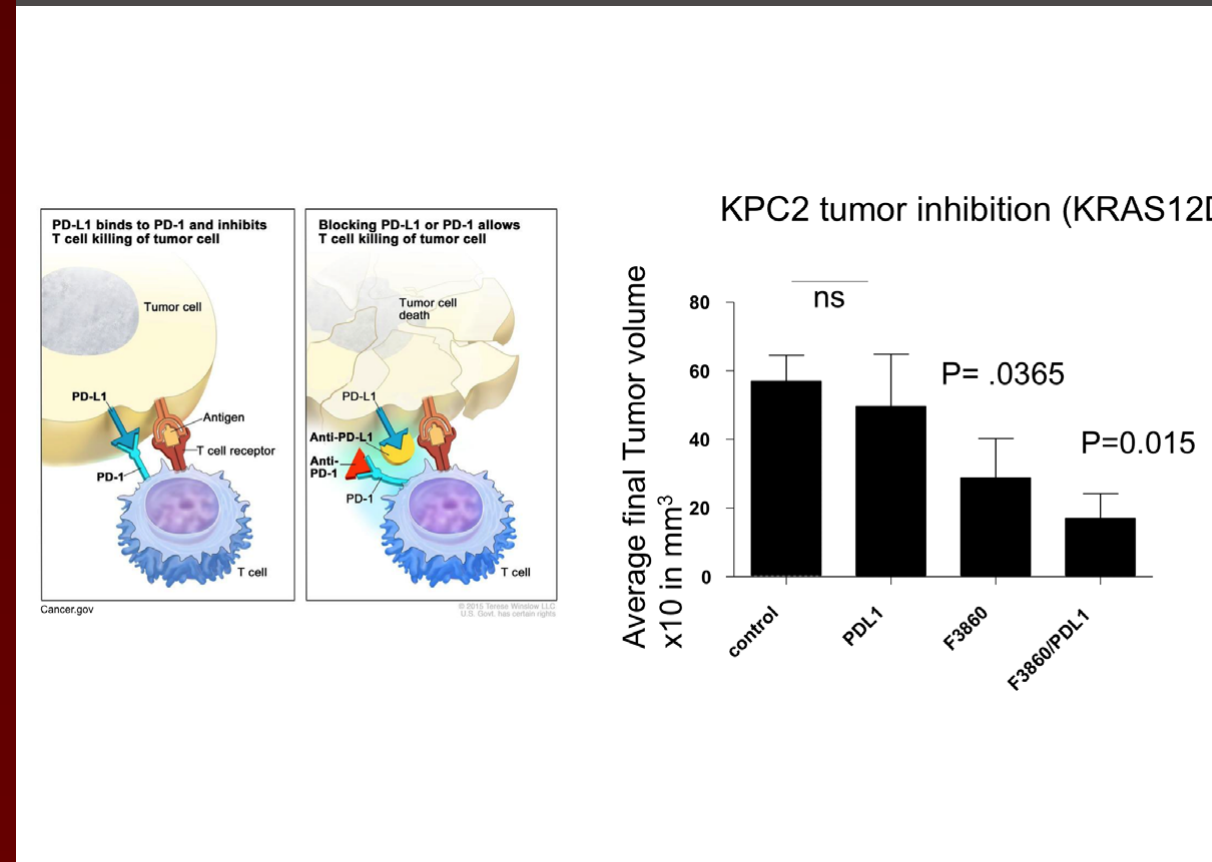 PD-L1 binds to PD-1 and inhibits
T cell killing of tumor cell
Tumor cell
PD-L1
Antigen
T cell receptor
PD-1
T cell
Cancer.gov
Blocking PD-L1 or PD-1 allows
T cell killing of tumor cell
Tumor cell
death
PD-L1
Anti-PD-L1
Anti-
PD-1
PD-1
T cell
© 2015 Terese Winslow LLC
U.S. Govt. has certain rights
KPC2 tumor inhibition (KRAS12D
Average final Tumor volume
x10 in mm³
80
60
40
20
0
ns
P= .0365
P=0.015
control
PDL1
F3860
F3860/PDL1